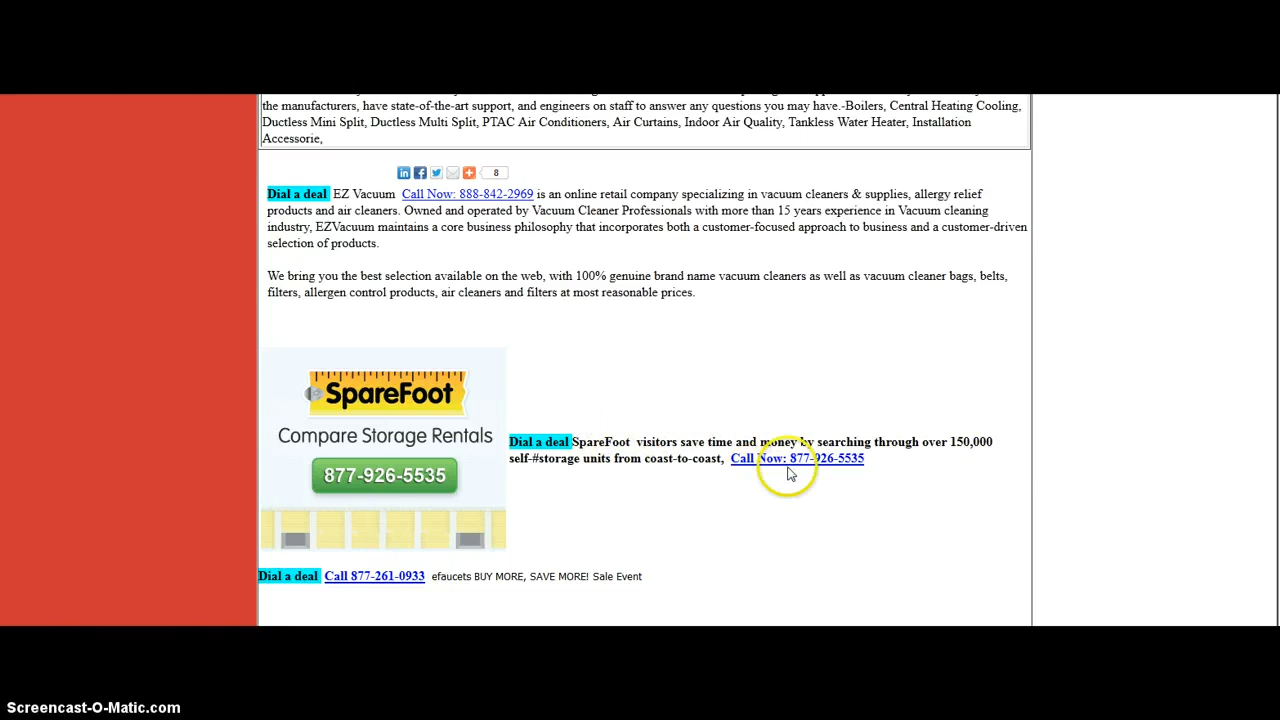 the manufacturers, have state-of-the-art support, and engineers on staff to answer any questions you may have.-Boilers, Central Heating Cooling,
Ductless Mini Split, Ductless Multi Split, PTAC Air Conditioners, Air Curtains, Indoor Air Quality, Tankless Water Heater, Installation
Accessorie,
8
Dial a deal EZ Vacuum Call Now: 888-842-2969 is an online retail company specializing in vacuum cleaners & supplies, allergy relief
products and air cleaners. Owned and operated by Vacuum Cleaner Professionals with more than 15 years experience in Vacuum cleaning
industry, EZVacuum maintains a core business philosophy that incorporates both a customer-focused approach to business and a customer-driven
selection of products.
We bring you the best selection available on the web, with 100% genuine brand name vacuum cleaners as well as vacuum cleaner bags, belts,
filters, allergen control products, air cleaners and filters at most reasonable prices.
SpareFoot
Compare Storage Rentals
877-926-5535
Dial a deal SpareFoot visitors save time and money by searching through over 150,000
self-#storage units from coast-to-coast, Call Now: 877-926-5535
Dial a deal Call 877-261-0933 efaucets BUY MORE, SAVE MORE! Sale Event
Screencast-O-Matic.com